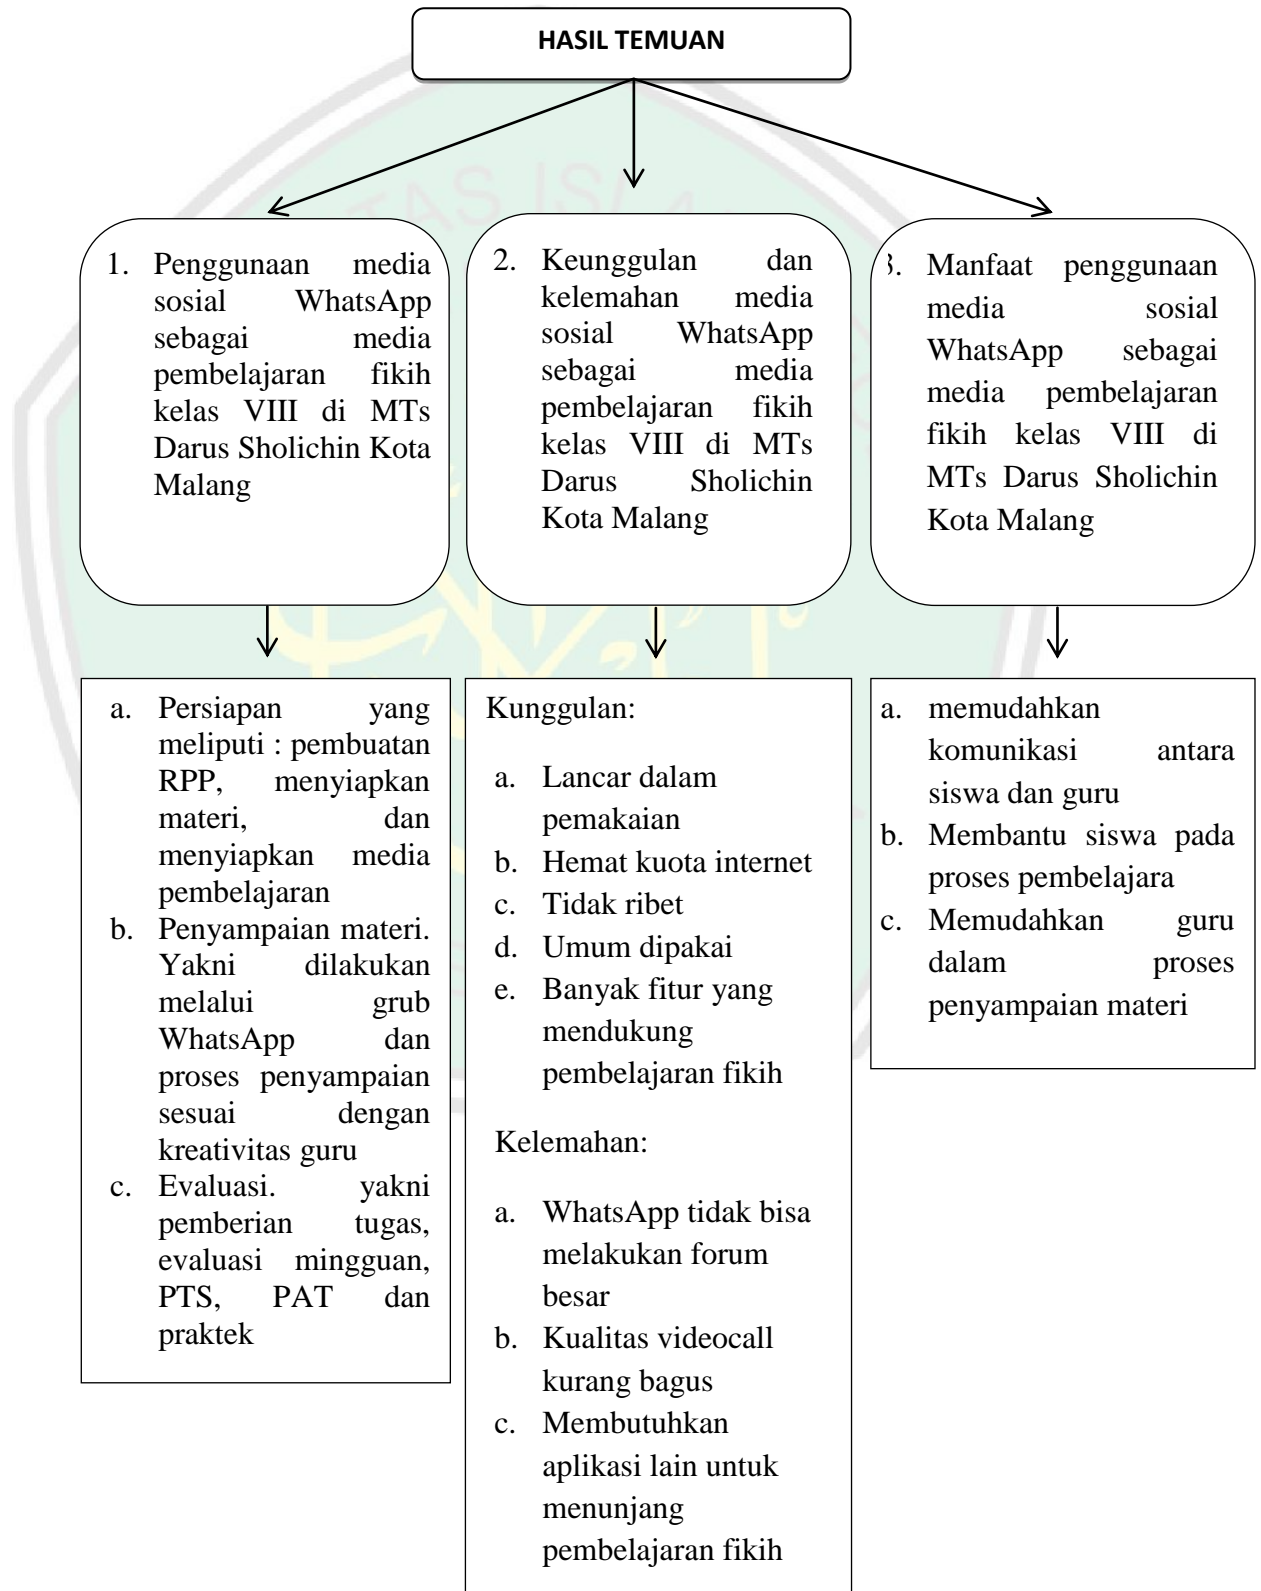 HASIL TEMUAN
1. Penggunaan media
sosial WhatsApp
sebagai media
pembelajaran fikih
kelas VIII di MTs
Darus Sholichin Kota
Malang
2. Keunggulan dan
kelemahan media
sosial WhatsApp
sebagai media
pembelajaran fikih
kelas VIII di MTs
Darus Sholichin
Kota Malang
3. Manfaat penggunaan
media sosial
WhatsApp sebagai
media pembelajaran
fikih kelas VIII di
MTs Darus Sholichin
Kota Malang
a. Persiapan yang
meliputi : pembuatan
RPP, menyiapkan
materi, dan
menyiapkan media
pembelajaran
b. Penyampaian materi.
Yakni dilakukan
melalui grub
WhatsApp dan
proses penyampaian
sesuai dengan
kreativitas guru
c. Evaluasi. yakni
pemberian tugas,
evaluasi mingguan,
PTS, PAT dan
praktek
Kunggulan:
a. Lancar dalam
pemakaian
b. Hemat kuota internet
c. Tidak ribet
d. Umum dipakai
e. Banyak fitur yang
mendukung
pembelajaran fikih
Kelemahan:
a. WhatsApp tidak bisa
melakukan forum
besar
b. Kualitas videocall
kurang bagus
c. Membutuhkan
aplikasi lain untuk
menunjang
pembelajaran fikih
a. memudahkan
komunikasi antara
siswa dan guru
b. Membantu siswa pada
proses pembelajara
c. Memudahkan guru
dalam proses
penyampaian materi